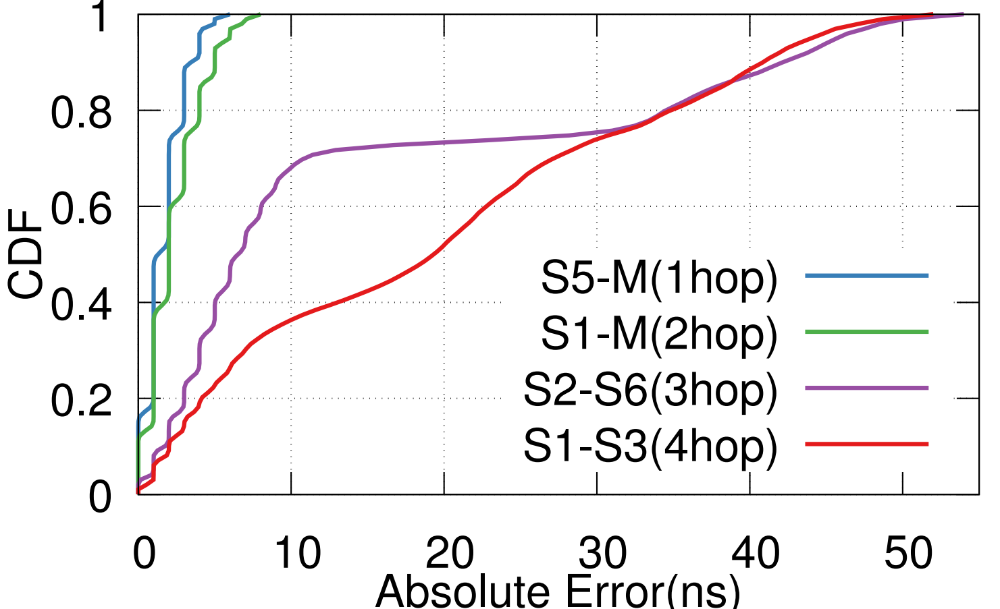 1
0.8
0.6
0.4
0.2
0
CDF
S5-M(1hop)
S1-M(2hop)
S2-S6(3hop)
S1-S3(4hop)
0 10 20 30 40 50
Absolute Error(ns)